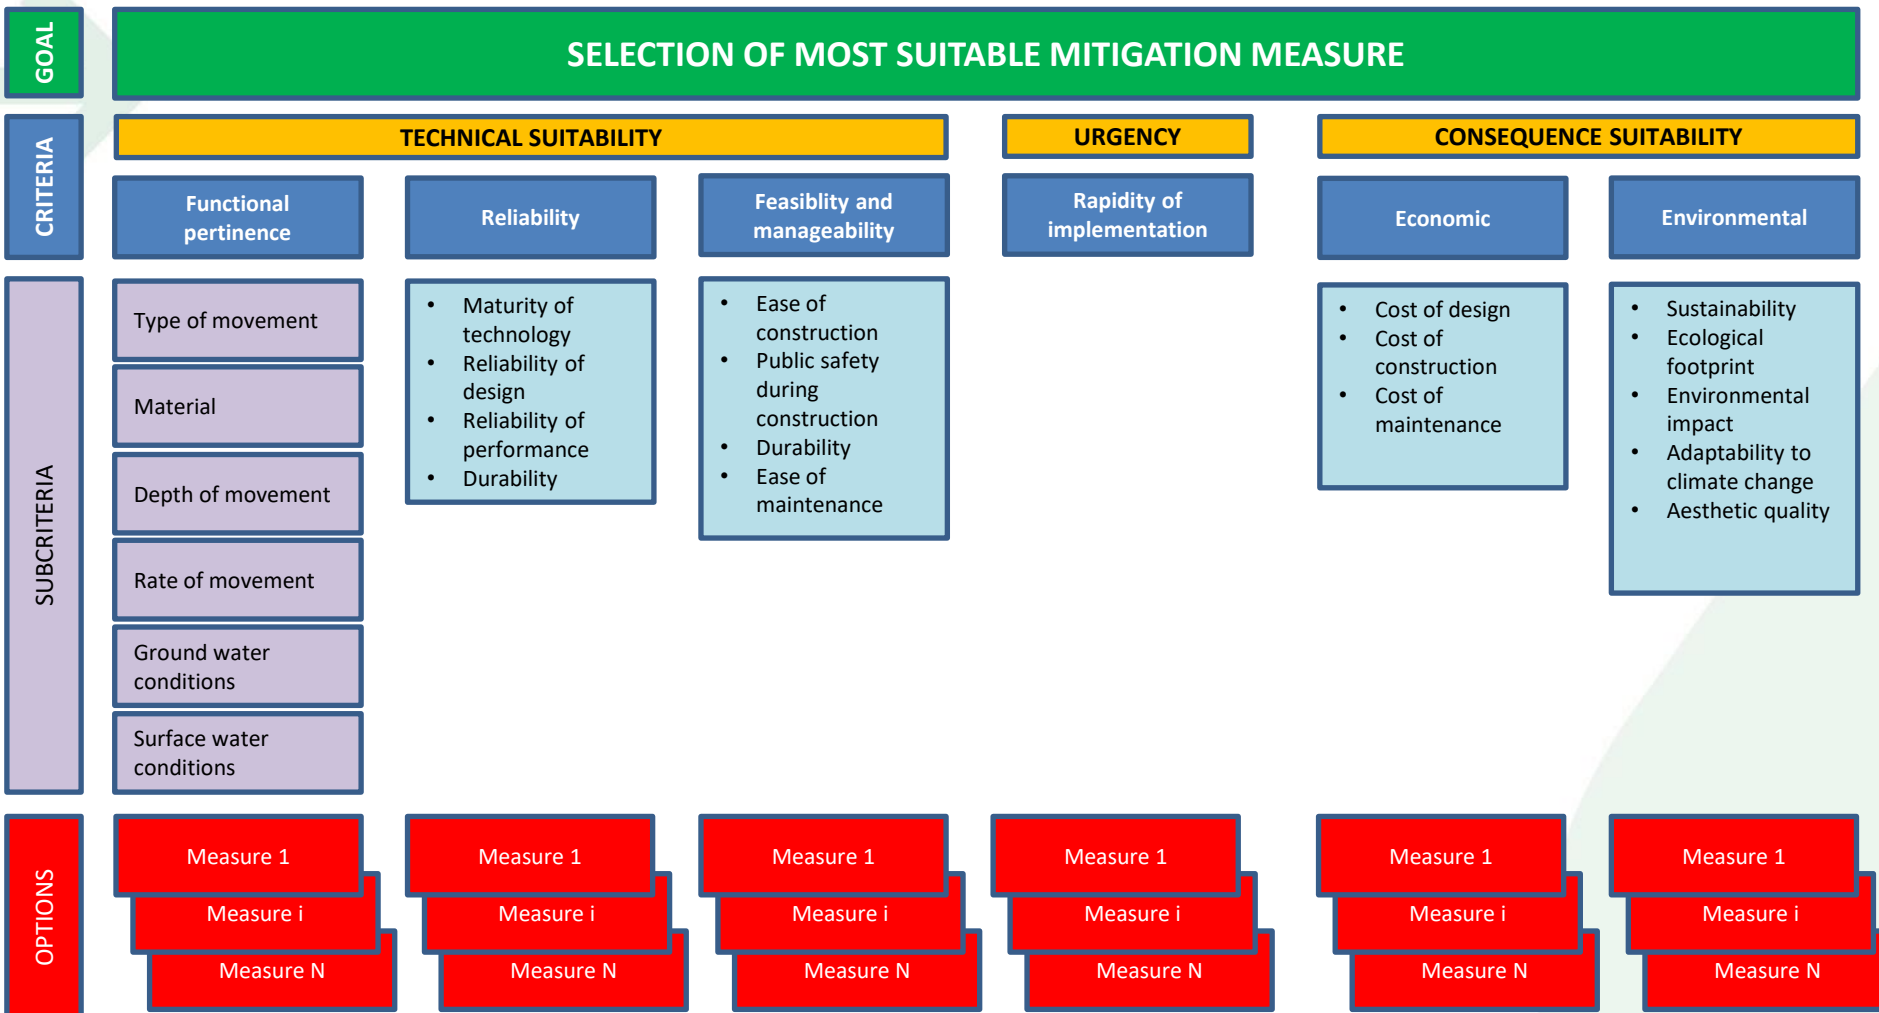 GOAL
SELECTION OF MOST SUITABLE MITIGATION MEASURE
CRITERIA
TECHNICAL SUITABILITY
URGENCY
CONSEQUENCE SUITABILITY
Functional
pertinence
Reliability
Feasiblity and
manageability
Rapidity of
implementation
Economic
Environmental
SUBCRITERIA
Type of movement
Material
Depth of movement
Rate of movement
Ground water
conditions
Surface water
conditions
• Maturity of
technology
• Reliability of
design
• Reliability of
performance
• Durability
• Ease of
construction
• Public safety
during
construction
• Durability
• Ease of
maintenance
• Cost of design
• Cost of
construction
• Cost of
maintenance
• Sustainability
• Ecological
footprint
• Environmental
impact
• Adaptability to
climate change
• Aesthetic quality
OPTIONS
Measure 1
Measure i
Measure N
Measure 1
Measure i
Measure N
Measure 1
Measure i
Measure N
Measure 1
Measure i
Measure N
Measure 1
Measure i
Measure N
Measure 1
Measure i
Measure N